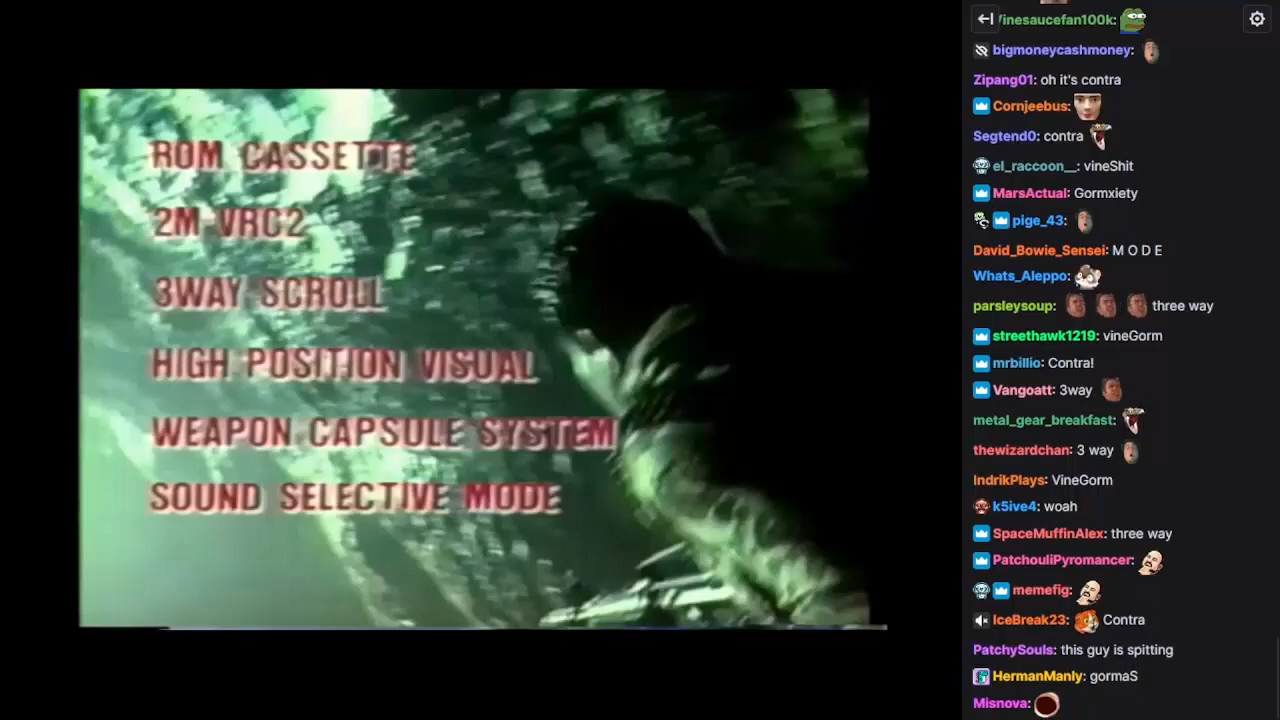 ROM CASSETTE
2M VRC2
3WAY SCROLL
HIGH POSITION VISUAL
WEAPON CAPSULE SYSTEM
SOUND SELECTIVE MODE
Vinesaucefan100k:
bigmoneycashmoney:
Zipang01: oh it's contra
Cornjeebus:
Segtend0: contra
el_raccoon__: vineShit
MarsActual: Gormxiety
pige_43:
David_Bowie_Sensei: M O D E
Whats_Aleppo:
parsleysoup: three way
streethawk1219: vineGorm
mrbillio: Contra!
Vangoatt: 3way
metal_gear_breakfast:
thewizardchan: 3 way
IndrikPlays: VineGorm
k5ive4: woah
SpaceMuffinAlex: three way
PatchouliPyromancer:
memefig:
IceBreak23: Contra
PatchySouls: this guy is spitting
HermanManly: gormaS
Misnova: